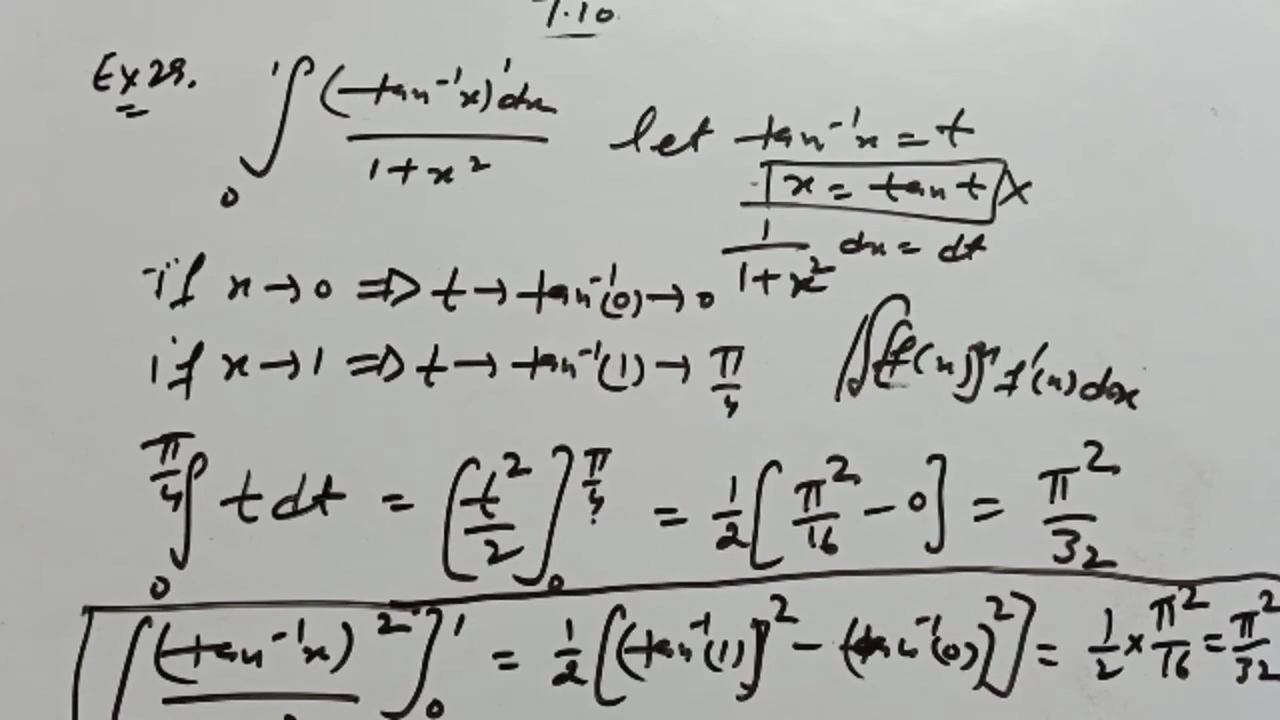 7.10
Ex 29. ∫₀¹ (tan⁻¹x)¹dx / 1+x² let tan⁻¹x = t
x = tan t ×
1/1+x² dx = dt
if x→0 ⇒ t→tan⁻¹(0)→0
if x→1 ⇒ t→tan⁻¹(1)→π/4 ∫[f(x)]ⁿ f'(x)dx
∫₀^π/4 t dt = [t²/2]₀^π/4 = 1/2[π²/16 - 0] = π²/32
[(tan⁻¹x)²]₀¹ = 1/2[(tan⁻¹(1))² - (tan⁻¹(0))²] = 1/2 × π²/16 = π²/32